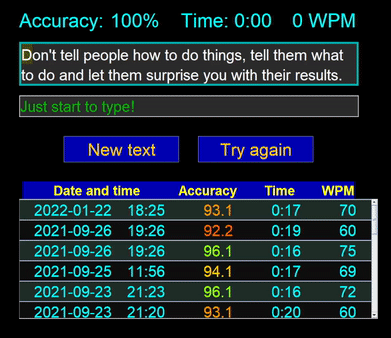 Accuracy: 100% Time: 0:00 0 WPM
Don't tell people how to do things, tell them what
to do and let them surprise you with their results.
Just start to type!
New text Try again
Date and time Accuracy Time WPM
2022-01-22 18:25 93.1 0:17 70
2021-09-26 19:26 92.2 0:19 60
2021-09-26 19:26 96.1 0:16 75
2021-09-25 11:56 94.1 0:17 69
2021-09-23 21:23 96.1 0:16 72
2021-09-23 21:20 93.1 0:20 60